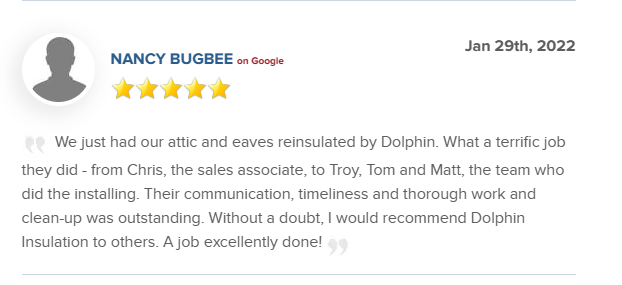 Jan 29th, 2022
NANCY BUGBEE on Google
❝ We just had our attic and eaves reinsulated by Dolphin. What a terrific job
they did - from Chris, the sales associate, to Troy, Tom and Matt, the team who
did the installing. Their communication, timeliness and thorough work and
clean-up was outstanding. Without a doubt, I would recommend Dolphin
Insulation to others. A job excellently done! ❞